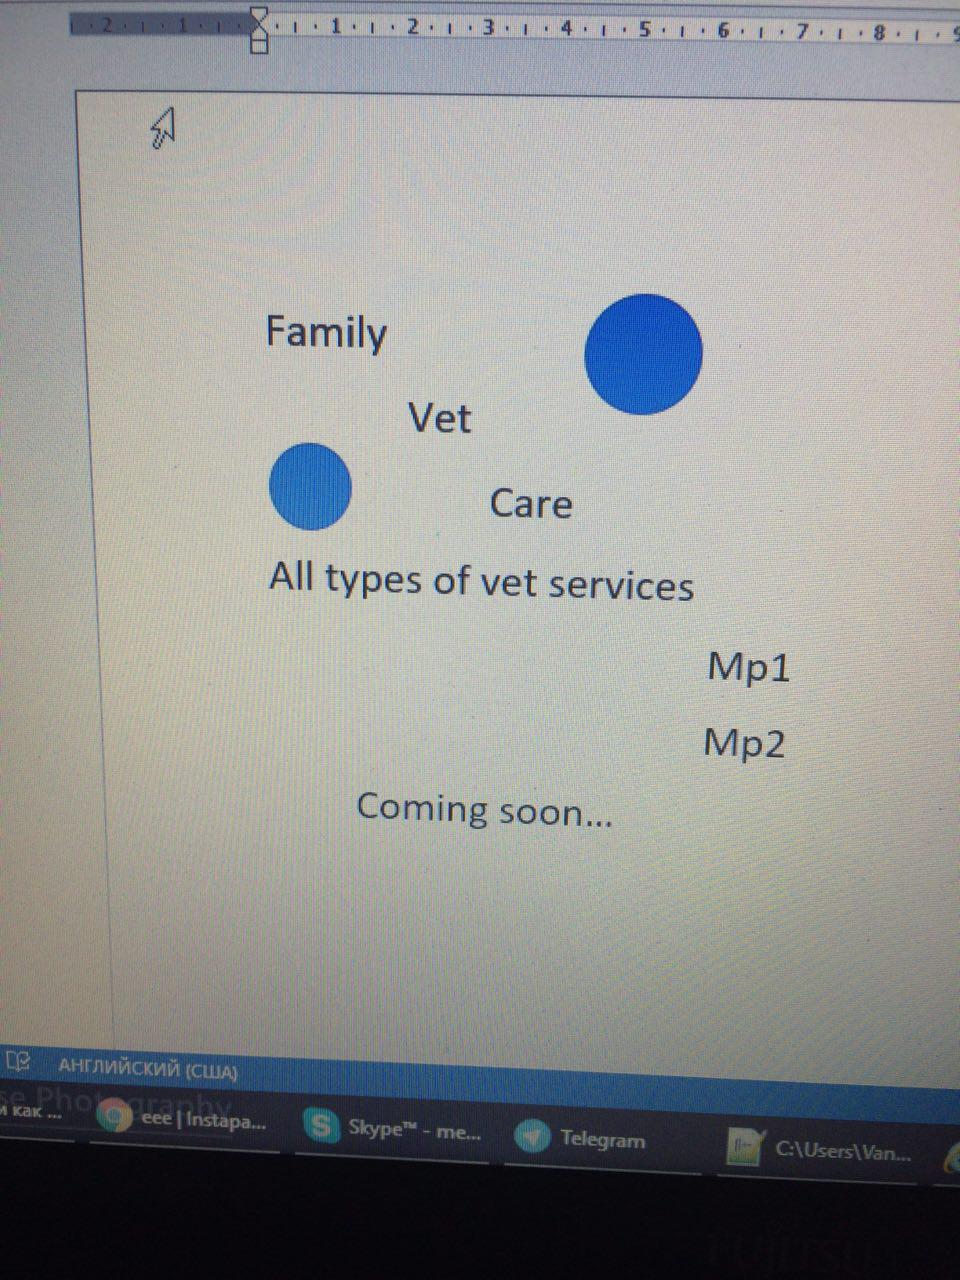 2 1 1 2 3 4 5 6 7 8 9
Family
Vet
Care
All types of vet services
Mp1
Mp2
Coming soon...
АНГЛИЙСКИЙ (США)
и как ... eee | Instapa... Skype™ - me... Telegram C:\Users\Van...
FUJITSU